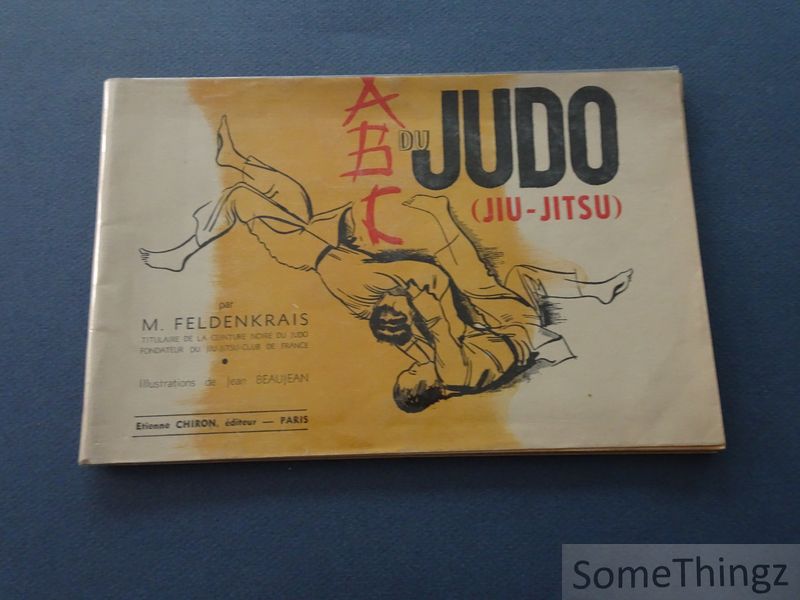 ABC
DU JUDO
(JIU-JITSU)
par
M. FELDENKRAIS
TITULAIRE DE LA CEINTURE NOIRE DU JUDO
FONDATEUR DU JIU-JITSU-CLUB DE FRANCE
Illustrations de Jean BEAUJEAN
Etienne CHIRON, éditeur — PARIS
SomeThingz